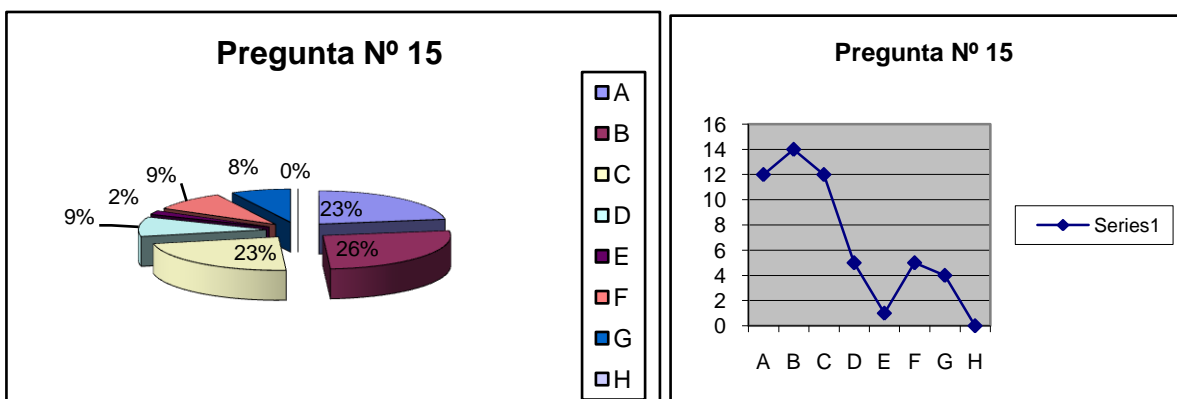 Pregunta Nº 15
23%
26%
23%
9%
2%
9%
8%
0%
A
B
C
D
E
F
G
H
Pregunta Nº 15
16
14
12
10
8
6
4
2
0
A B C D E F G H
Series1